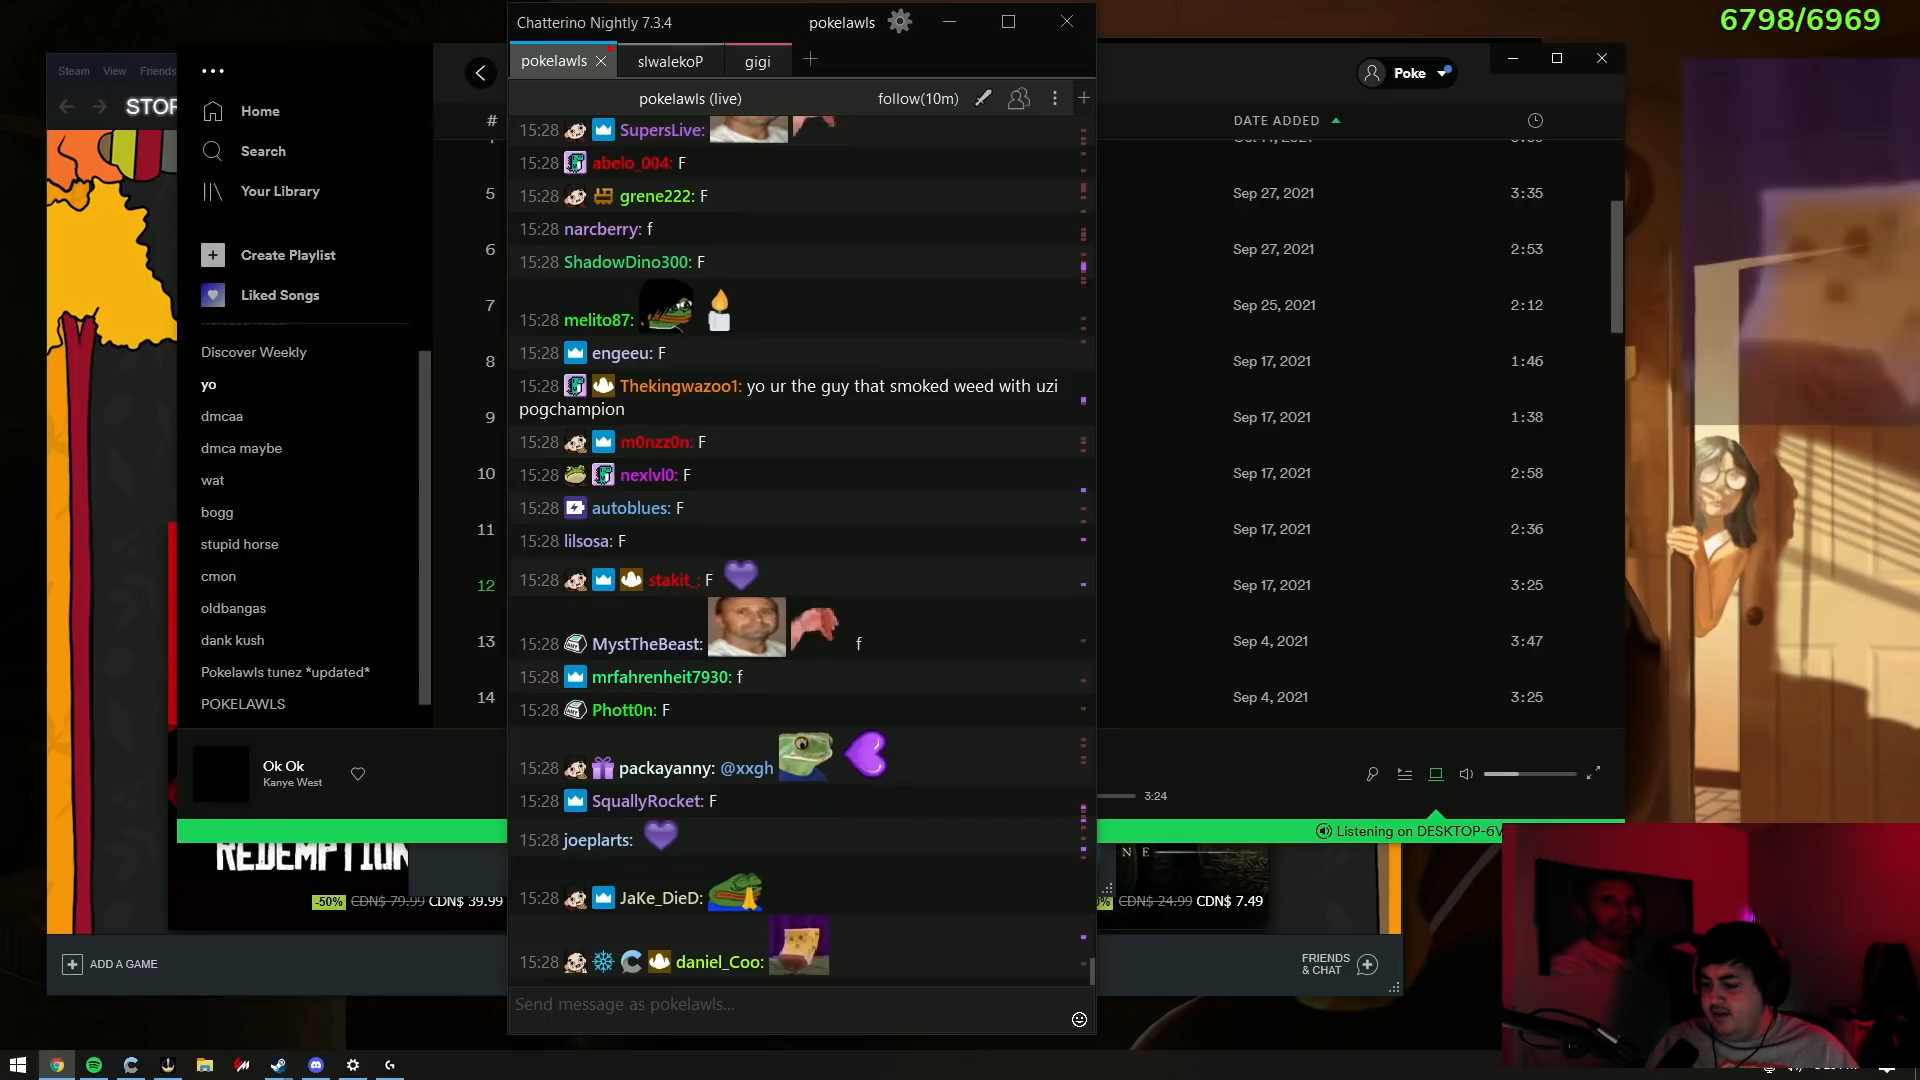 6798/6969
Chatterino Nightly 7.3.4
pokelawls
pokelawls
slwalekoP
gigi
pokelawls (live)
follow(10m)
Steam View Friends
STOR
Home
Search
Your Library
Create Playlist
Liked Songs
Discover Weekly
yo
dmcaa
dmca maybe
wat
bogg
stupid horse
cmon
oldbangas
dank kush
Pokelawls tunez *updated*
POKELAWLS
Ok Ok
Kanye West
#
5
6
7
8
9
10
11
12
13
14
15:28 SupersLive:
15:28 abelo_004: F
15:28 grene222: F
15:28 narcberry: f
15:28 ShadowDino300: F
15:28 melito87:
15:28 engeeu: F
15:28 Thekingwazoo1: yo ur the guy that smoked weed with uzi
pogchampion
15:28 m0nzz0n: F
15:28 nexlvl0: F
15:28 autoblues: F
15:28 lilsosa: F
15:28 stakit_: F
15:28 MystTheBeast: f
15:28 mrfahrenheit7930: f
15:28 Phott0n: F
15:28 packayanny: @xxgh
15:28 SquallyRocket: F
15:28 joeplarts:
15:28 JaKe_DieD:
15:28 daniel_Coo:
Send message as pokelawls...
Poke
DATE ADDED
Sep 27, 2021 3:35
Sep 27, 2021 2:53
Sep 25, 2021 2:12
Sep 17, 2021 1:46
Sep 17, 2021 1:38
Sep 17, 2021 2:58
Sep 17, 2021 2:36
Sep 17, 2021 3:25
Sep 4, 2021 3:47
Sep 4, 2021 3:25
3:24
Listening on DESKTOP-6V
REDEMPTION
-50% CDN$ 79.99 CDN$ 39.99
N E
CDN$ 24.99 CDN$ 7.49
ADD A GAME
FRIENDS
& CHAT